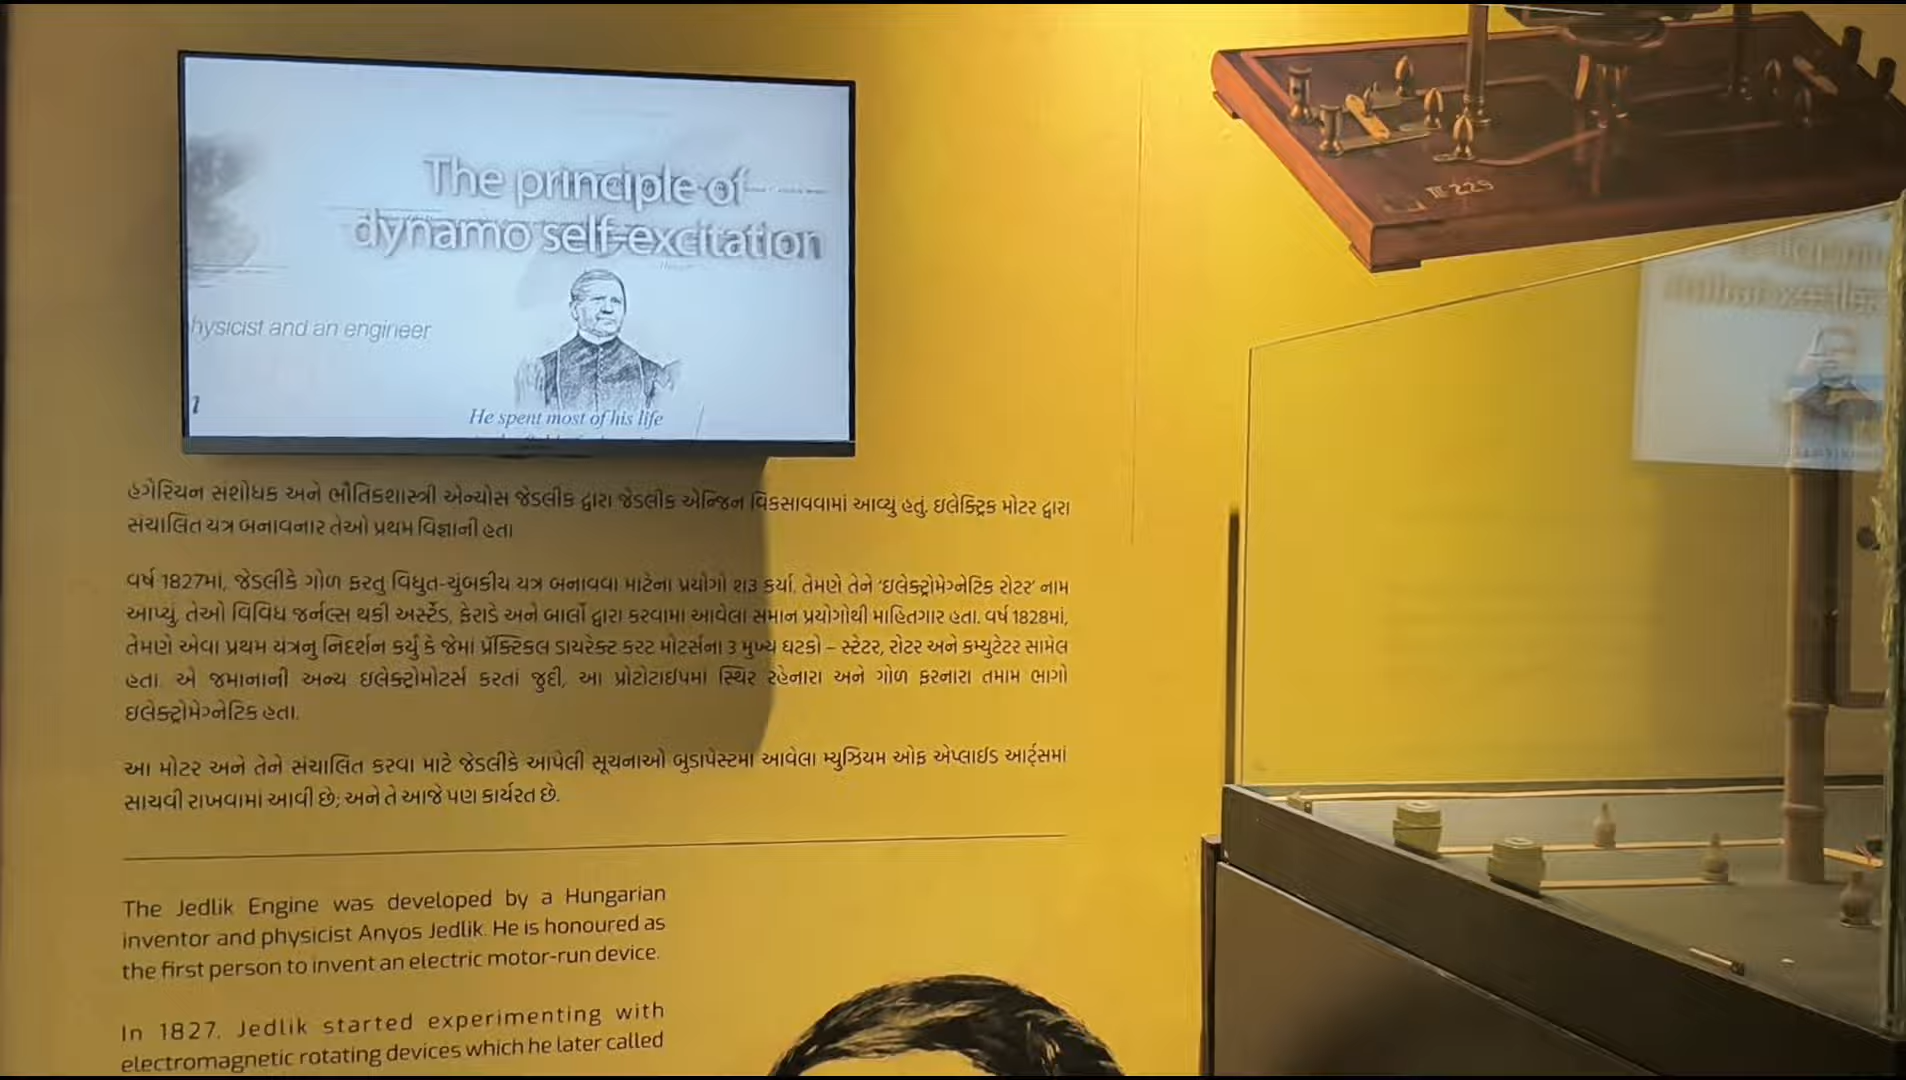 The principle of
dynamo self-excitation
hysicist and an engineer
He spent most of his life
III 229
હંગેરિયન સંશોધક અને ભૌતિકશાસ્ત્રી એન્યોસ જેડલીક દ્વારા જેડલીક એન્જિન વિકસાવવામાં આવ્યુ હતું. ઇલેક્ટ્રિક મોટર દ્વારા
સંચાલિત યંત્ર બનાવનાર તેઓ પ્રથમ વિજ્ઞાની હતા
વર્ષ 1827માં, જેડલીકે ગોળ ફરતુ વિધુત-ચુંબકીય યંત્ર બનાવવા માટેના પ્રયોગો શરૂ કર્યા. તેમણે તેને 'ઇલેક્ટ્રોમેગ્નેટિક રોટર' નામ
આપ્યું. તેઓ વિવિધ જર્નલ્સ થકી અર્સ્ટેડ, ફેરાડે અને બાર્લો દ્વારા કરવામા આવેલા સમાન પ્રયોગોથી માહિતગાર હતા. વર્ષ 1828માં,
તેમણે એવા પ્રથમ યંત્રનુ નિદર્શન કર્યુ કે જેમાં પ્રૅક્ટિકલ ડાયરેક્ટ કરંટ મોટર્સના ૩ મુખ્ય ઘટકો – સ્ટેટર, રોટર અને કમ્યુટેટર સામેલ
હતા. એ જમાનાની અન્ય ઇલેક્ટ્રોમોટર્સ કરતાં જુદી, આ પ્રોટોટાઇપમાં સ્થિર રહેનારા અને ગોળ ફરનારા તમામ ભાગો
ઇલેક્ટ્રોમેગ્નેટિક હતા.
આ મોટર અને તેને સંચાલિત કરવા માટે જેડલીકે આપેલી સૂચનાઓ બુડાપેસ્ટમા આવેલા મ્યુઝિયમ ઓફ એપ્લાઇડ આર્ટ્સમાં
સાચવી રાખવામાં આવી છે; અને તે આજે પણ કાર્યરત છે.
The Jedlik Engine was developed by a Hungarian
inventor and physicist Anyos Jedlik. He is honoured as
the first person to invent an electric motor-run device.
In 1827, Jedlik started experimenting with
electromagnetic rotating devices which he later called